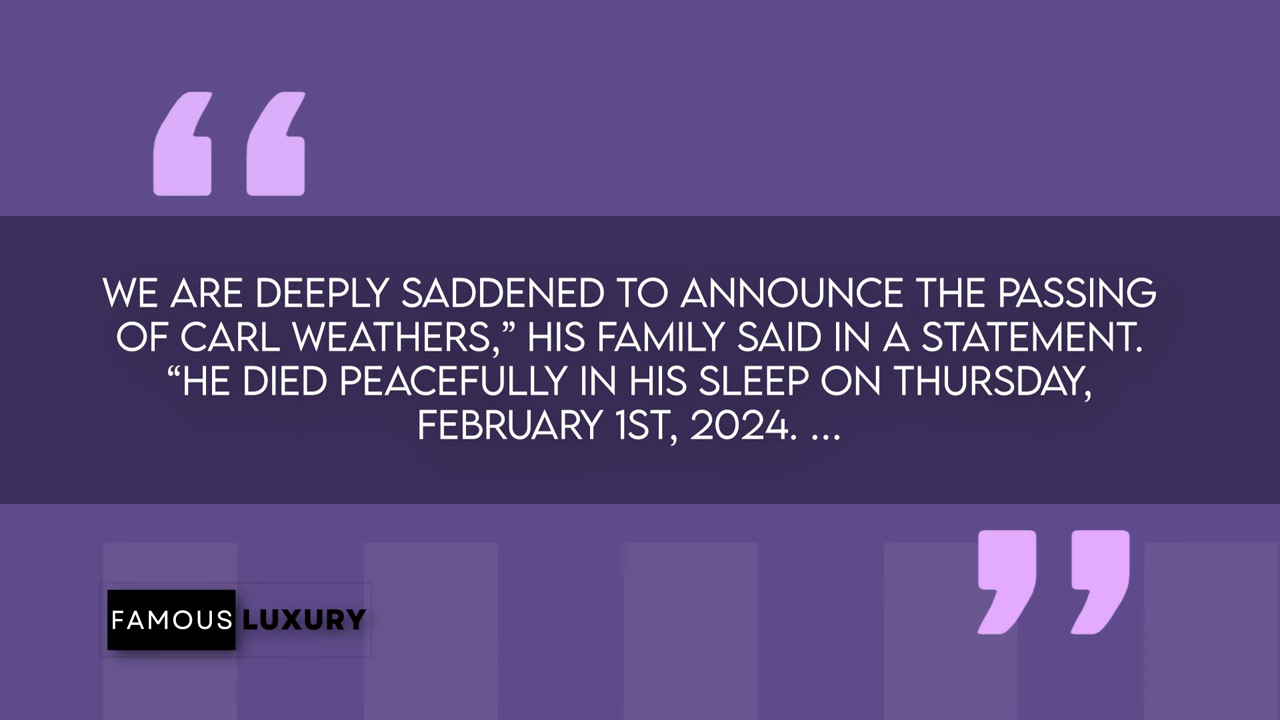 WE ARE DEEPLY SADDENED TO ANNOUNCE THE PASSING
OF CARL WEATHERS,” HIS FAMILY SAID IN A STATEMENT.
“HE DIED PEACEFULLY IN HIS SLEEP ON THURSDAY,
FEBRUARY 1ST, 2024. ...
FAMOUS LUXURY